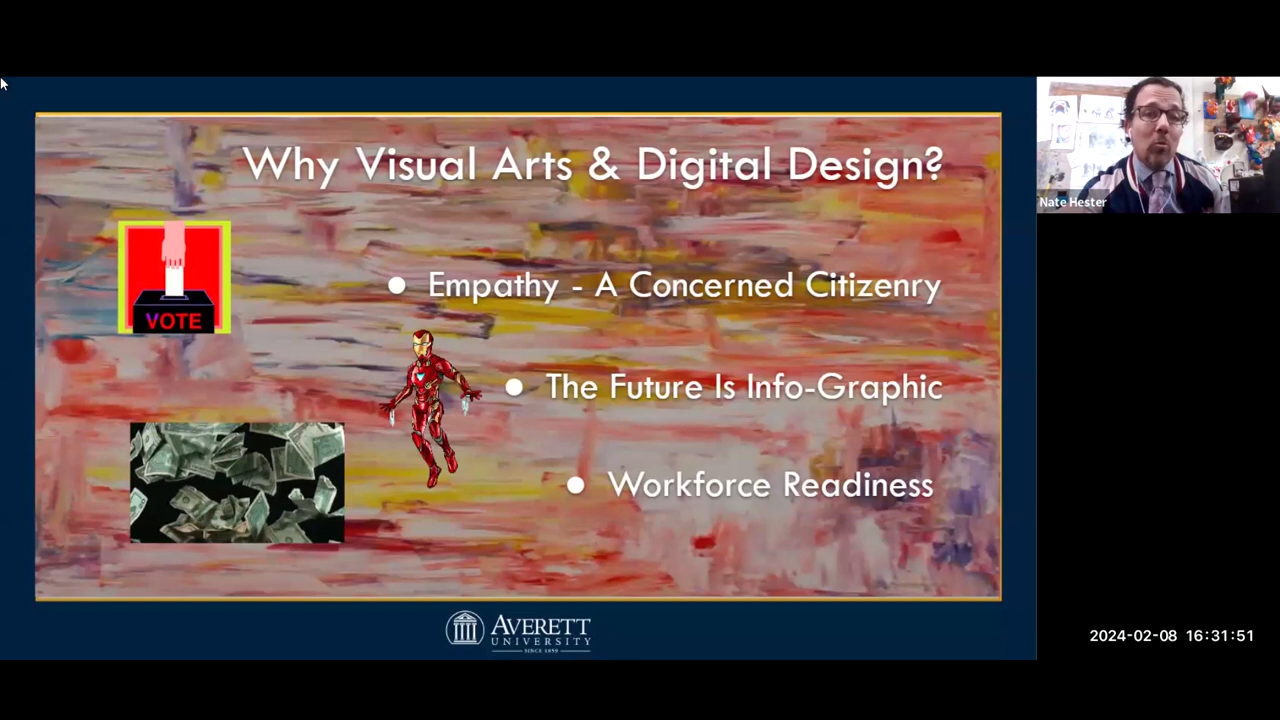 Why Visual Arts & Digital Design?
VOTE
● Empathy - A Concerned Citizenry
● The Future Is Info-Graphic
● Workforce Readiness
AVERETT
UNIVERSITY
SINCE 1859
Nate Hester
2024-02-08 16:31:51